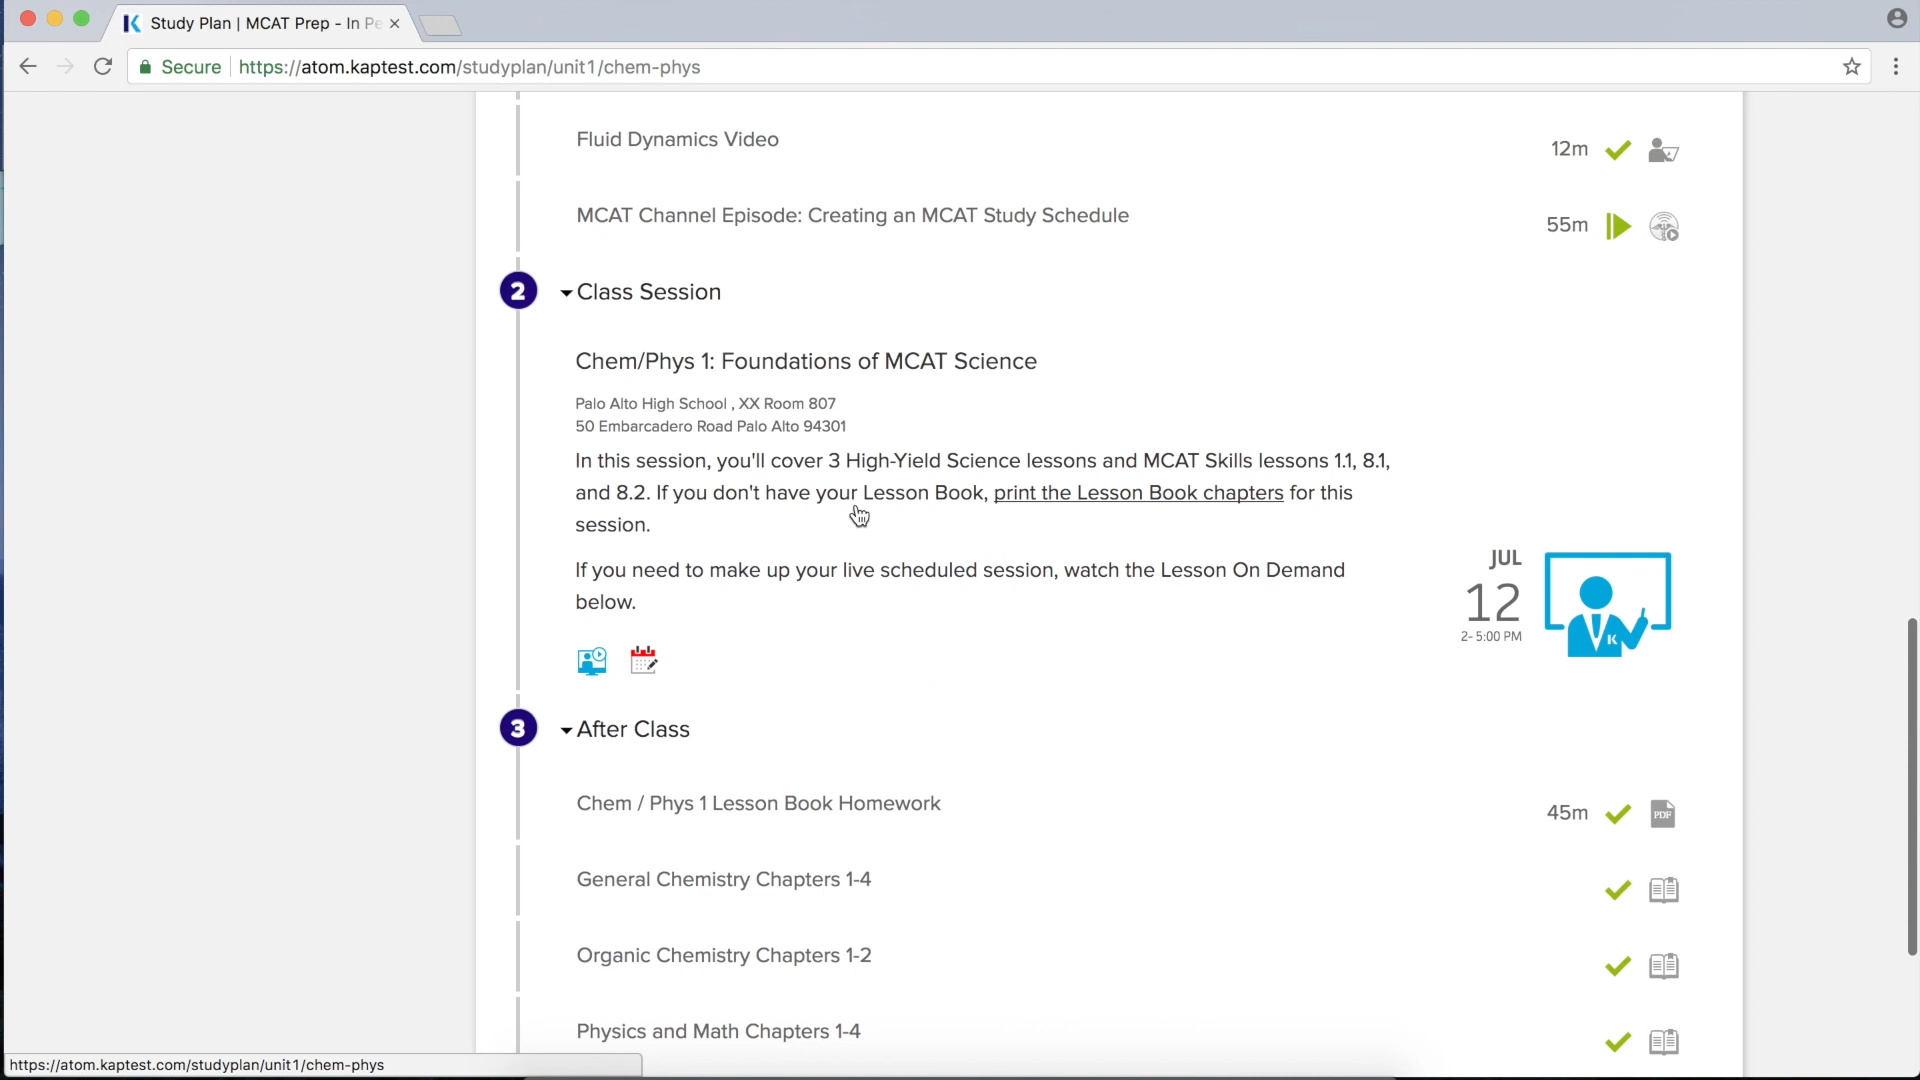 Study Plan | MCAT Prep - In Pe
Secure https://atom.kaptest.com/studyplan/unit1/chem-phys
Fluid Dynamics Video
12m
MCAT Channel Episode: Creating an MCAT Study Schedule
55m
2 Class Session
Chem/Phys 1: Foundations of MCAT Science
Palo Alto High School , XX Room 807
50 Embarcadero Road Palo Alto 94301
In this session, you'll cover 3 High-Yield Science lessons and MCAT Skills lessons 1.1, 8.1,
and 8.2. If you don't have your Lesson Book, print the Lesson Book chapters for this
session.
If you need to make up your live scheduled session, watch the Lesson On Demand
below.
JUL
12
2- 5:00 PM
K
3 After Class
Chem / Phys 1 Lesson Book Homework
45m
PDF
General Chemistry Chapters 1-4
Organic Chemistry Chapters 1-2
Physics and Math Chapters 1-4
https://atom.kaptest.com/studyplan/unit1/chem-phys